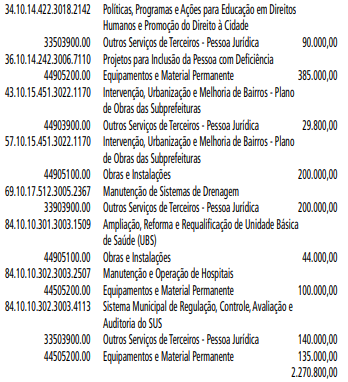 34.10.14.422.3018.2142 Políticas, Programas e Ações para Educação em Direitos
Humanos e Promoção do Direito à Cidade
33503900.00 Outros Serviços de Terceiros - Pessoa Jurídica 90.000,00
36.10.14.242.3006.7110 Projetos para Inclusão da Pessoa com Deficiência
44905200.00 Equipamentos e Material Permanente 385.000,00
43.10.15.451.3022.1170 Intervenção, Urbanização e Melhoria de Bairros - Plano
de Obras das Subprefeituras
44903900.00 Outros Serviços de Terceiros - Pessoa Jurídica 29.800,00
57.10.15.451.3022.1170 Intervenção, Urbanização e Melhoria de Bairros - Plano
de Obras das Subprefeituras
44905100.00 Obras e Instalações 200.000,00
69.10.17.512.3005.2367 Manutenção de Sistemas de Drenagem
33903900.00 Outros Serviços de Terceiros - Pessoa Jurídica 200.000,00
84.10.10.301.3003.1509 Ampliação, Reforma e Requalificação de Unidade Básica
de Saúde (UBS)
44905100.00 Obras e Instalações 44.000,00
84.10.10.302.3003.2507 Manutenção e Operação de Hospitais
44505200.00 Equipamentos e Material Permanente 100.000,00
84.10.10.302.3003.4113 Sistema Municipal de Regulação, Controle, Avaliação e
Auditoria do SUS
33503900.00 Outros Serviços de Terceiros - Pessoa Jurídica 140.000,00
44505200.00 Equipamentos e Material Permanente 135.000,00
2.270.800,00